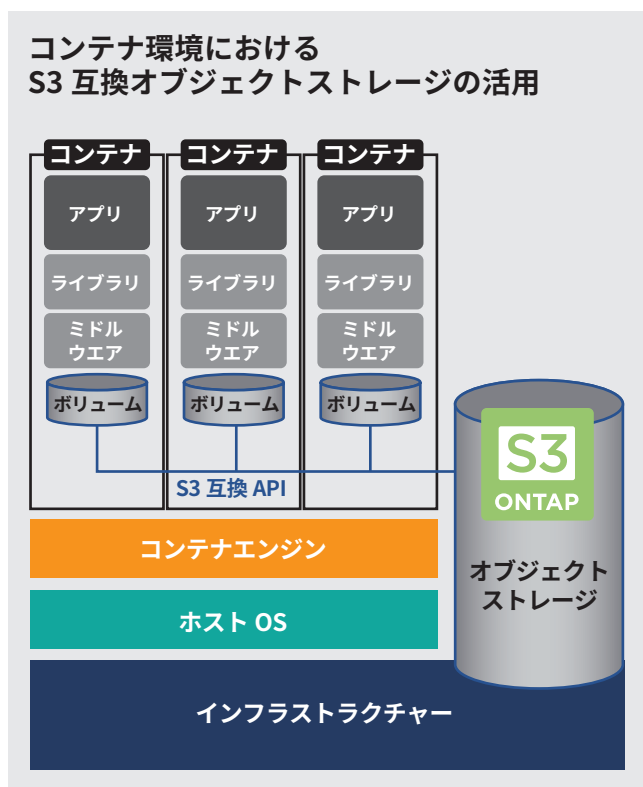 コンテナ環境における
S3 互換オブジェクトストレージの活用
コンテナ
コンテナ
コンテナ
アプリ
アプリ
アプリ
ライブラリ
ライブラリ
ライブラリ
ミドル
ウエア
ミドル
ウエア
ミドル
ウエア
ボリューム
ボリューム
ボリューム
S3 互換 API
S3
ONTAP
オブジェクト
ストレージ
コンテナエンジン
ホスト OS
インフラストラクチャー